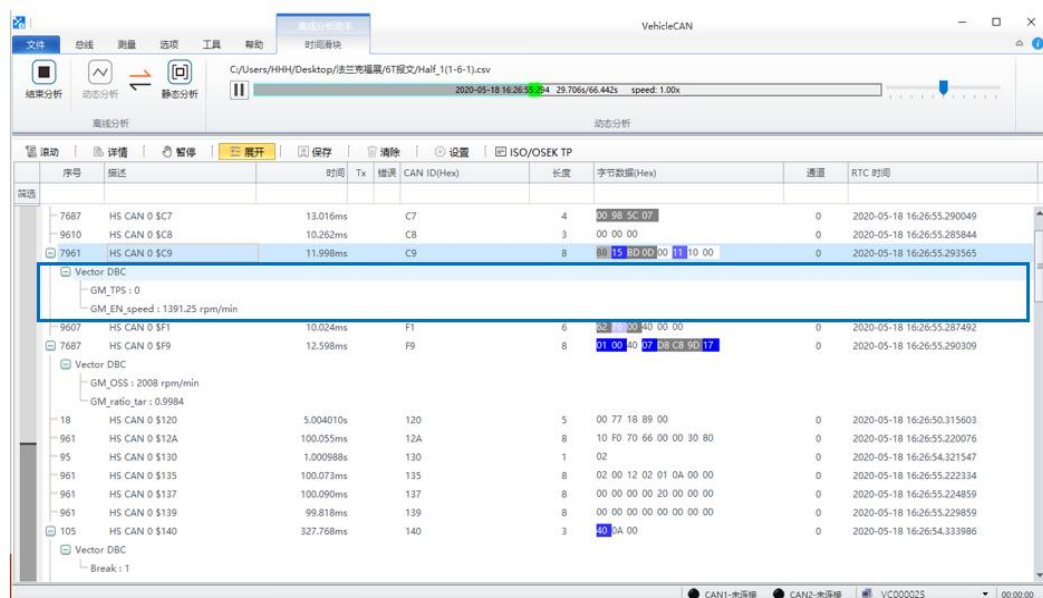 离线分析助手
VehicleCAN
文件 总线 测量 选项 工具 帮助 时间滑块
C:/Users/HHH/Desktop/法兰克福展/6T报文/Half_1(1-6-1).csv
2020-05-18 16:26:55.294 29.706s/66.442s speed: 1.00x
结束分析 动态分析 静态分析
离线分析 动态分析
滚动 详情 暂停 展开 保存 清除 设置 ISO/OSEK TP
序号 描述 时间 Tx 错误 CAN ID(Hex) 长度 字节数据(Hex) 通道 RTC 时间
筛选
7687 HS CAN 0 $C7 13.016ms C7 4 00 98 5C 07 0 2020-05-18 16:26:55.290049
9610 HS CAN 0 $C8 10.262ms C8 3 00 00 00 0 2020-05-18 16:26:55.285844
7961 HS CAN 0 $C9 11.998ms C9 8 15 BD 0D 00 11 10 00 0 2020-05-18 16:26:55.293565
Vector DBC
GM_TPS : 0
GM_EN_speed : 1391.25 rpm/min
9607 HS CAN 0 $F1 10.024ms F1 6 00 40 00 00 0 2020-05-18 16:26:55.287492
7687 HS CAN 0 $F9 12.598ms F9 8 01 00 40 07 D8 C8 9D 17 0 2020-05-18 16:26:55.290309
Vector DBC
GM_OSS : 2008 rpm/min
GM_ratio_tar : 0.9984
18 HS CAN 0 $120 5.004010s 120 5 00 77 18 89 00 0 2020-05-18 16:26:50.315603
961 HS CAN 0 $12A 100.055ms 12A 8 10 F0 70 66 00 00 30 80 0 2020-05-18 16:26:55.220076
95 HS CAN 0 $130 1.000988s 130 1 02 0 2020-05-18 16:26:54.321547
961 HS CAN 0 $135 100.073ms 135 8 02 00 12 02 01 0A 00 00 0 2020-05-18 16:26:55.222334
961 HS CAN 0 $137 100.090ms 137 8 00 00 00 00 20 00 00 00 0 2020-05-18 16:26:55.224859
961 HS CAN 0 $139 99.818ms 139 8 00 00 00 00 00 00 00 00 0 2020-05-18 16:26:55.229859
105 HS CAN 0 $140 327.768ms 140 3 40 0A 00 0 2020-05-18 16:26:54.333986
Vector DBC
Break : 1
CAN1-未连接 CAN2-未连接 VC000025 00:00:00